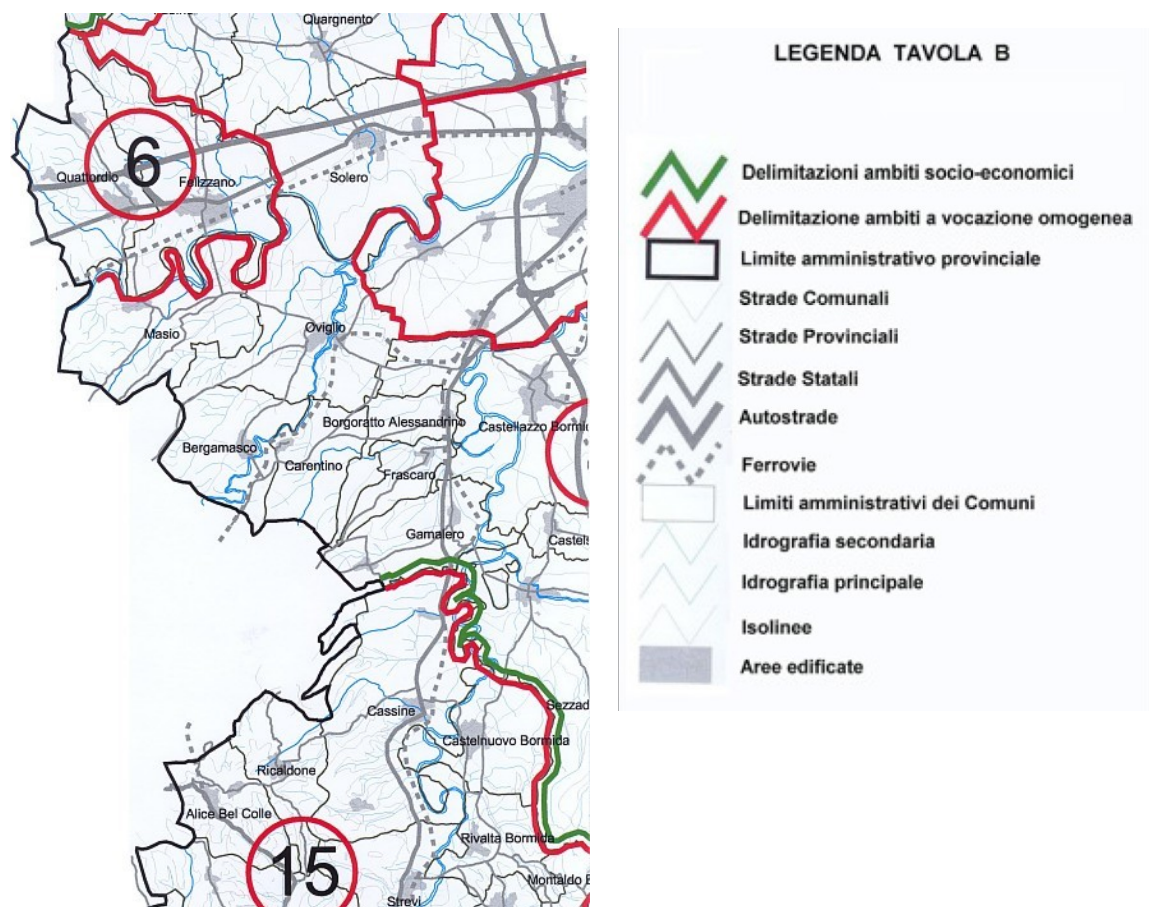 Quargnento
6
Quattordio
Felizzano
Solero
Masio
Oviglio
Borgoratto Alessandrino
Castellazzo Bormi
Bergamasco
Carentino
Frascaro
Gamalero
Castels
Sezzad
Cassine
Castelnuovo Bormida
Ricaldone
Alice Bel Colle
Rivalta Bormida
15
Montaldo B
Strevi
LEGENDA TAVOLA B
Delimitazioni ambiti socio-economici
Delimitazione ambiti a vocazione omogenea
Limite amministrativo provinciale
Strade Comunali
Strade Provinciali
Strade Statali
Autostrade
Ferrovie
Limiti amministrativi dei Comuni
Idrografia secondaria
Idrografia principale
Isolinee
Aree edificate